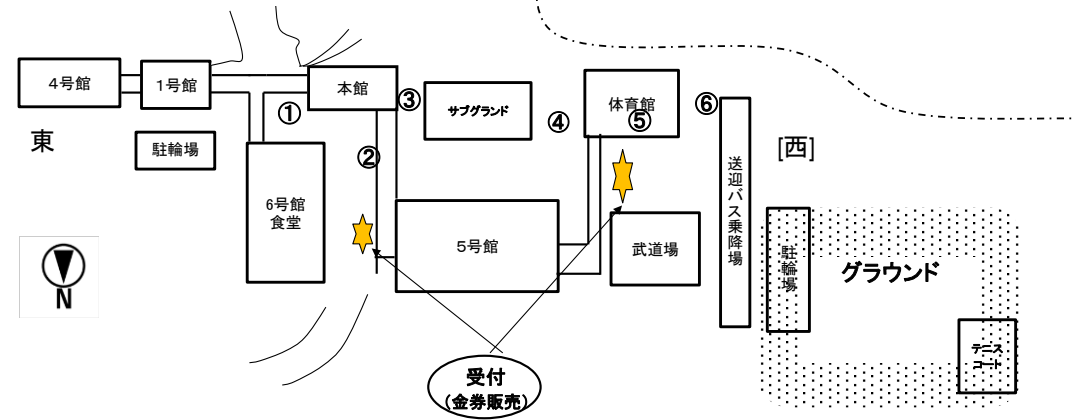 4号館
1号館
本館
③
サブグランド
体育館
⑥
①
④
⑤
東
駐輪場
②
[西]
送迎バス乗降場
6号館
食堂
5号館
武道場
駐輪場
グラウンド
N
テニス
コート
受付
(金券販売)